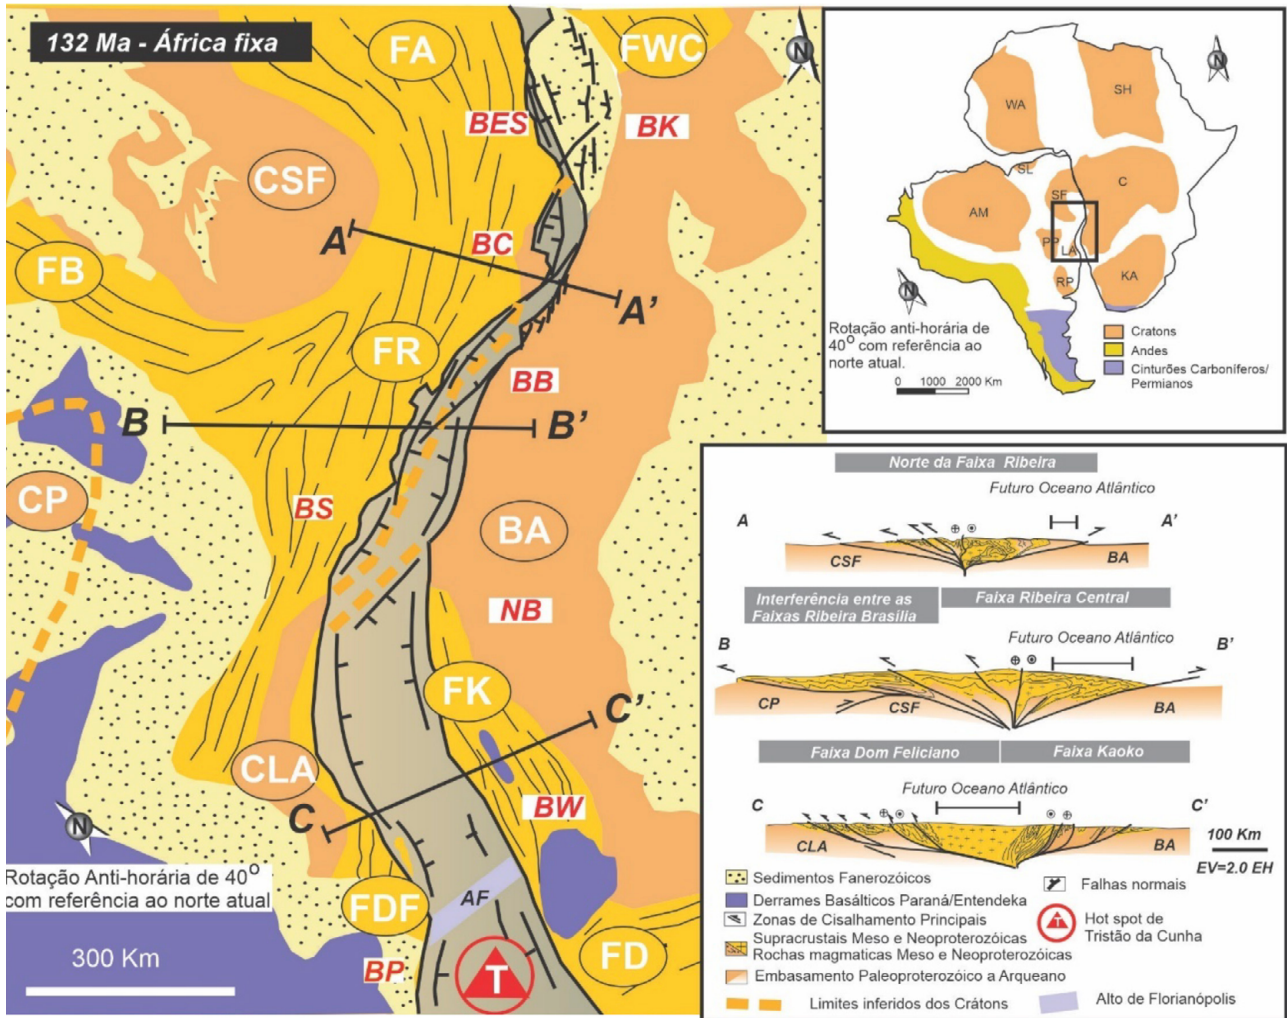 132 Ma - África fixa
FA
FWC
N
BES
BK
CSF
A
BC
A’
FB
FR
BB
B
B’
CP
BS
BA
NB
FK
C’
CLA
C
BW
N
Rotação Anti-horária de 40o
com referência ao norte atual
FDF
AF
300 Km
BP
T
FD
N
WA
SH
SL
SF
C
AM
PP
LA
RP
KA
N
Rotação anti-horária de
40o com referência ao
norte atual.
0 1000 2000 Km
Cratons
Andes
Cinturões Carboníferos/
Permianos
Norte da Faixa Ribeira
Futuro Oceano Atlântico
A
A’
CSF
BA
Interferência entre as
Faixas Ribeira Brasilia
Faixa Ribeira Central
Futuro Oceano Atlântico
B
B’
CP
CSF
BA
Faixa Dom Feliciano
Faixa Kaoko
Futuro Oceano Atlântico
C
C’
CLA
BA
100 Km
EV=2.0 EH
Sedimentos Fanerozóicos
Derrames Basálticos Paraná/Entendeka
Zonas de Cisalhamento Principais
Supracrustais Meso e Neoproterozóicas
Rochas magmaticas Meso e Neoproterozóicas
Embasamento Paleoproterozóico a Arqueano
Limites inferidos dos Crátons
Falhas normais
T
Hot spot de
Tristão da Cunha
Alto de Florianópolis